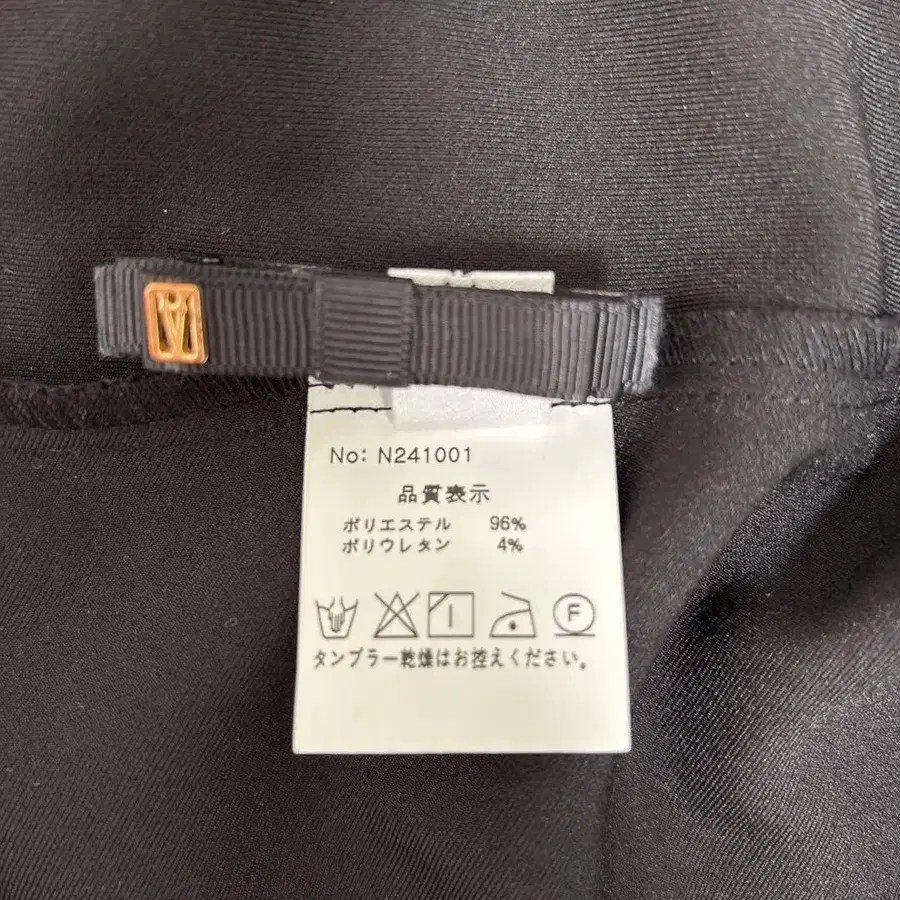 No: N241001
品質表示
ポリエステル 96%
ポリウレタン 4%
F
タンブラー乾燥はお控えください。